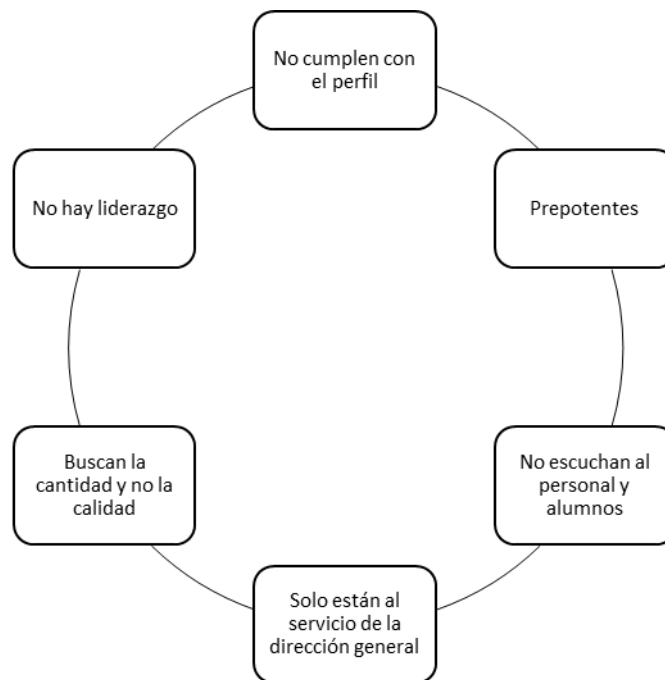 No cumplen con
el perfil
Prepotentes
No escuchan al
personal y
alumnos
Solo están al
servicio de la
dirección general
Buscan la
cantidad y no la
calidad
No hay liderazgo